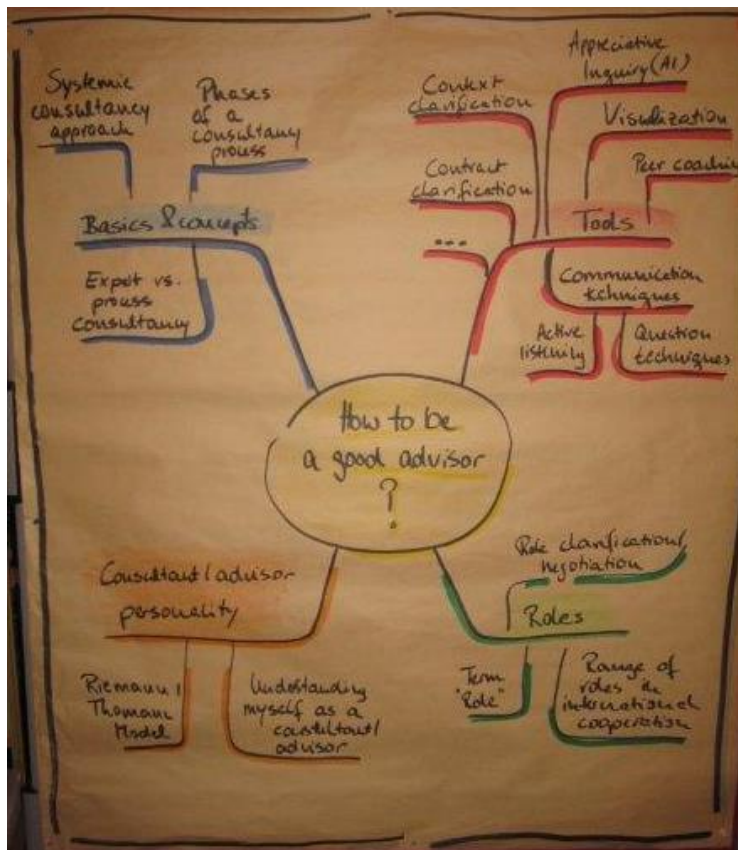 Systemic
consultancy
approach
Phases
of a
consultancy
process
Basics & concepts
Expert vs.
process
consultancy
Context
clarification
Appreciative
Inquiry (AI)
Visualization
Peer coaching
Contract
clarification
...
Tools
Communication
techniques
Active
listening
Question
techniques
How to be
a good advisor
?
Consultant/advisor
personality
Riemann/
Thomann
Model
Understanding
myself as a
consultant/
advisor
Role clarification/
negotiation
Roles
Term
"Role"
Range of
roles in
international
cooperation